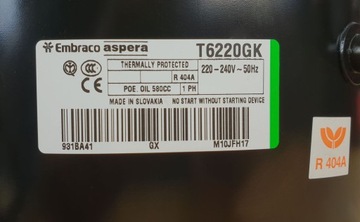 Embraco aspera
T6220GK
THERMALLY PROTECTED
R 404A
220-240V~50Hz
POE. OIL 580CC
1 PH
MADE IN SLOVAKIA
NO START WITHOUT STARTING DEVICE
931BA41
GX
M10JFH17
R 404A